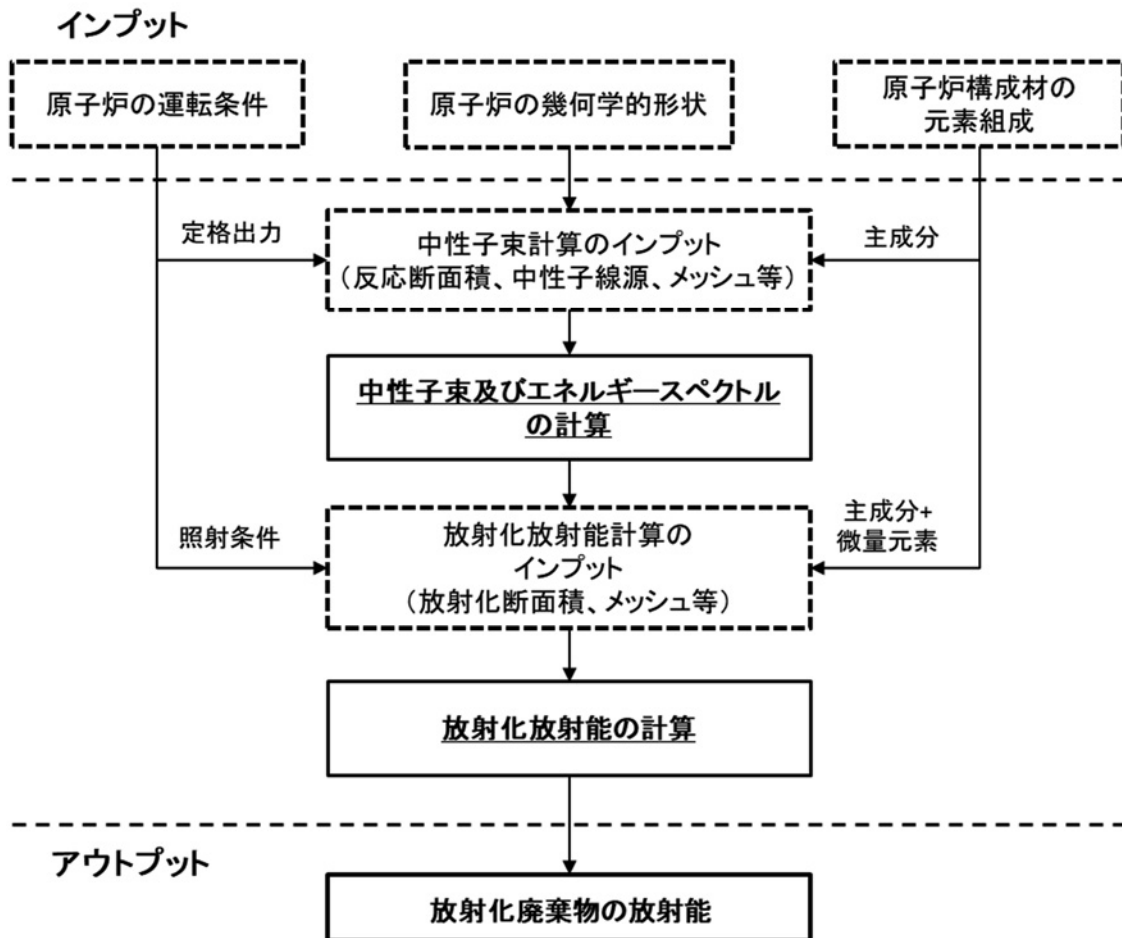 インプット
原子炉の運転条件
原子炉の幾何学的形状
原子炉構成材の
元素組成
定格出力
中性子束計算のインプット
（反応断面積、中性子線源、メッシュ等）
主成分
中性子束及びエネルギースペクトル
の計算
照射条件
放射化放射能計算の
インプット
（放射化断面積、メッシュ等）
主成分+
微量元素
放射化放射能の計算
アウトプット
放射化廃棄物の放射能